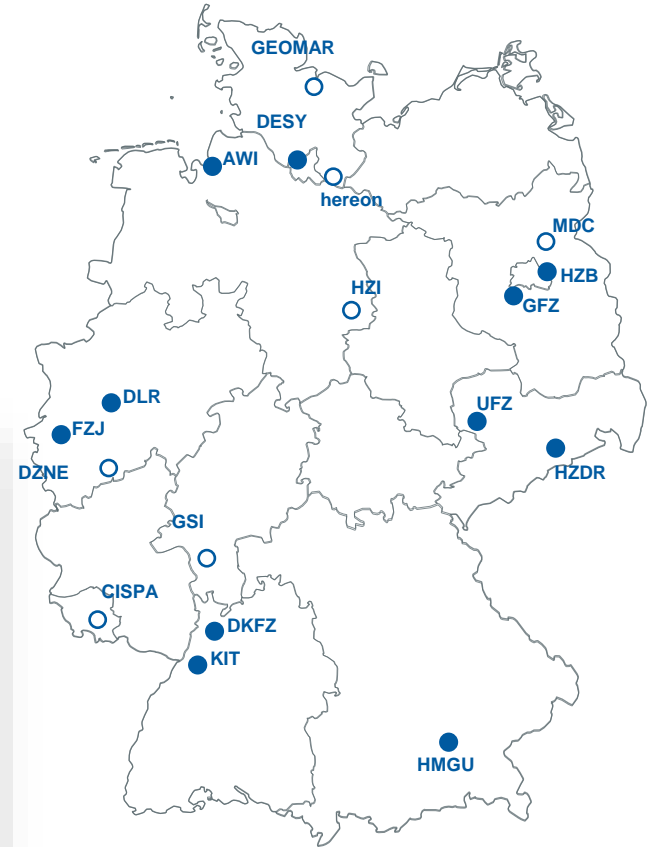 GEOMAR
DESY
AWI
hereon
MDC
HZB
HZI
GFZ
DLR
UFZ
FZJ
DZNE
HZDR
GSI
CISPA
DKFZ
KIT
HMGU